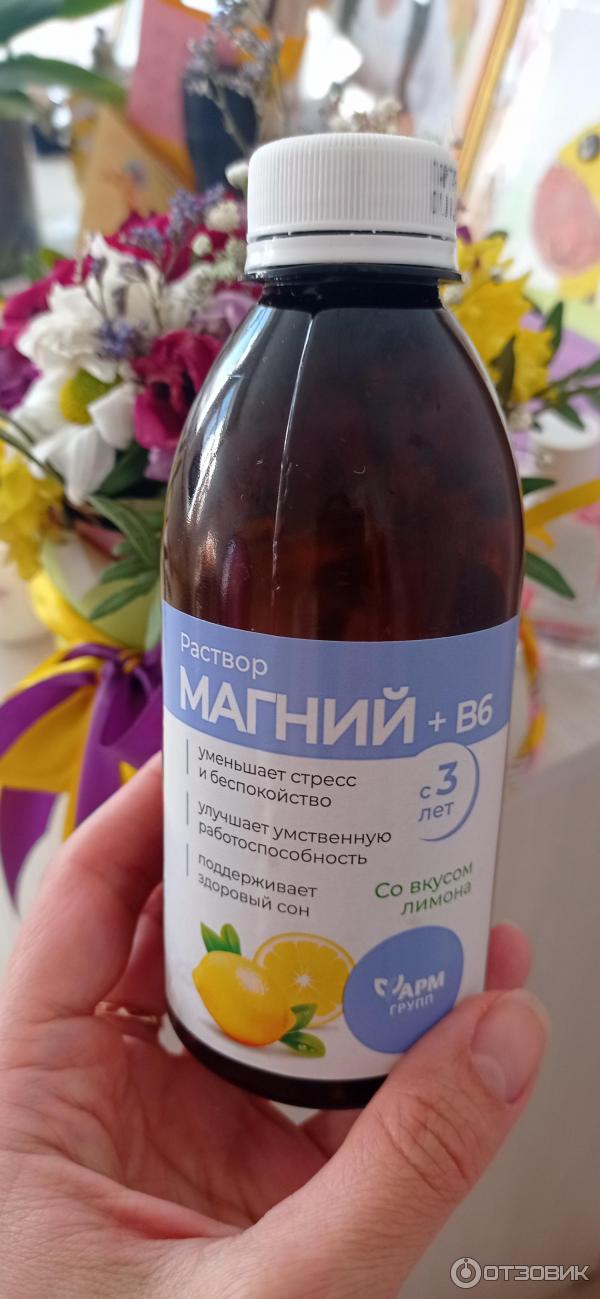 Раствор
МАГНИЙ + В6
уменьшает стресс
и беспокойство
с 3
лет
улучшает умственную
работоспособность
поддерживает
здоровый сон
Со вкусом
лимона
ФАРМ
ГРУПП
ОТЗОВИК